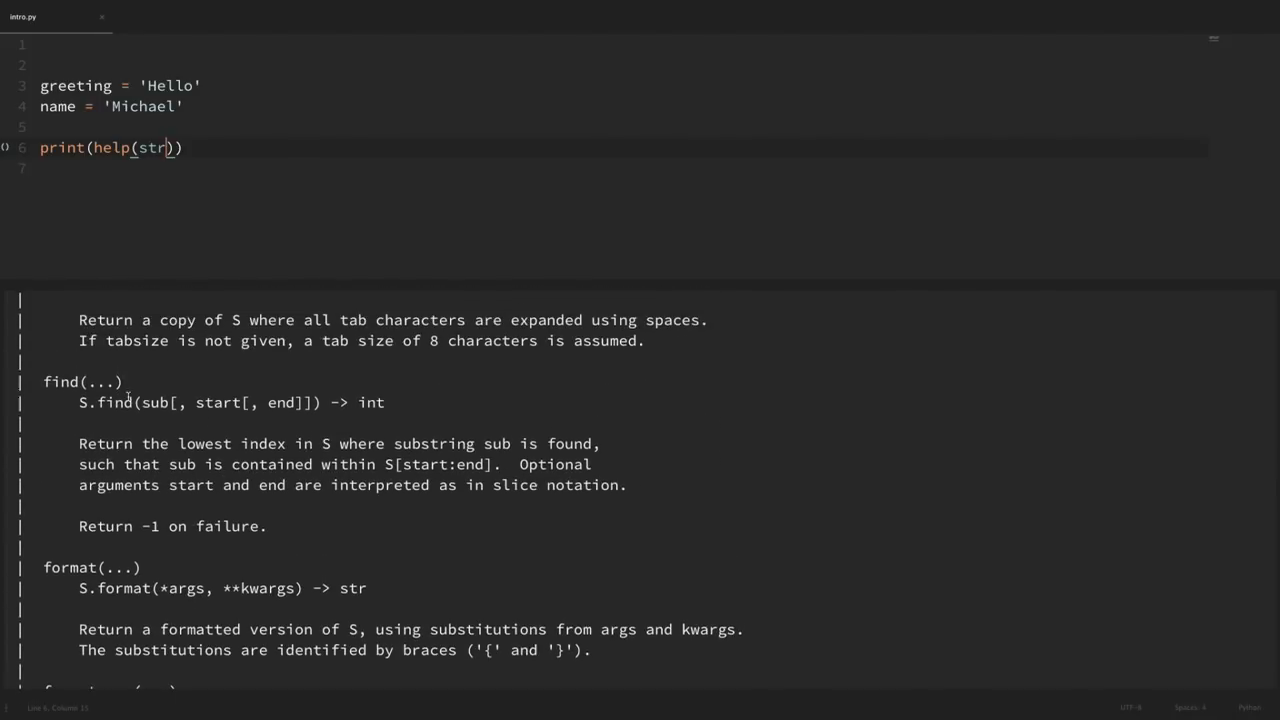 intro.py ×
1
2
3 greeting = 'Hello'
4 name = 'Michael'
5
() 6 print(help(str))
7
|
| Return a copy of S where all tab characters are expanded using spaces.
| If tabsize is not given, a tab size of 8 characters is assumed.
|
| find(...)
| S.find(sub[, start[, end]]) -> int
|
| Return the lowest index in S where substring sub is found,
| such that sub is contained within S[start:end].  Optional
| arguments start and end are interpreted as in slice notation.
|
| Return -1 on failure.
|
| format(...)
| S.format(*args, **kwargs) -> str
|
| Return a formatted version of S, using substitutions from args and kwargs.
| The substitutions are identified by braces ('{' and '}').
|
Line 6, Column 15 UTF-8 Spaces: 4 Python